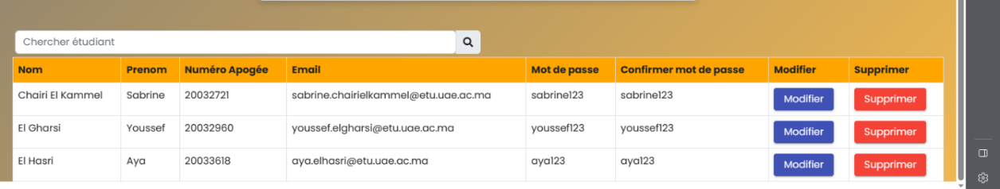 Chercher étudiant
Nom Prenom Numéro Apogée Email Mot de passe Confirmer mot de passe Modifier Supprimer
Chairi El Kammel Sabrine 20032721 sabrine.chairielkammel@etu.uae.ac.ma sabrine123 sabrine123 Modifier Supprimer
El Gharsi Youssef 20032960 youssef.elgharsi@etu.uae.ac.ma youssef123 youssef123 Modifier Supprimer
El Hasri Aya 20033618 aya.elhasri@etu.uae.ac.ma aya123 aya123 Modifier Supprimer